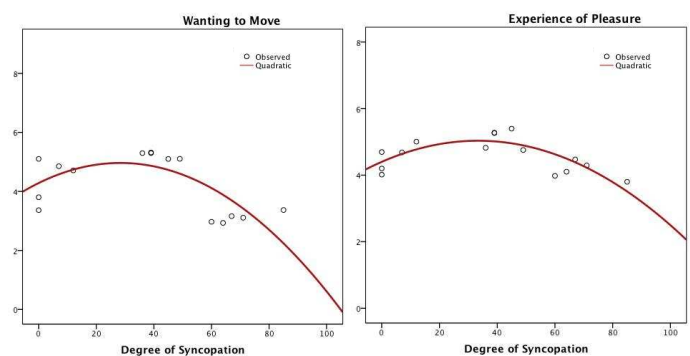 Wanting to Move
Observed
Quadratic
8
6
4
2
0
0 20 40 60 80 100
Degree of Syncopation
Experience of Pleasure
Observed
Quadratic
8
6
4
2
0
0 20 40 60 80 100
Degree of Syncopation